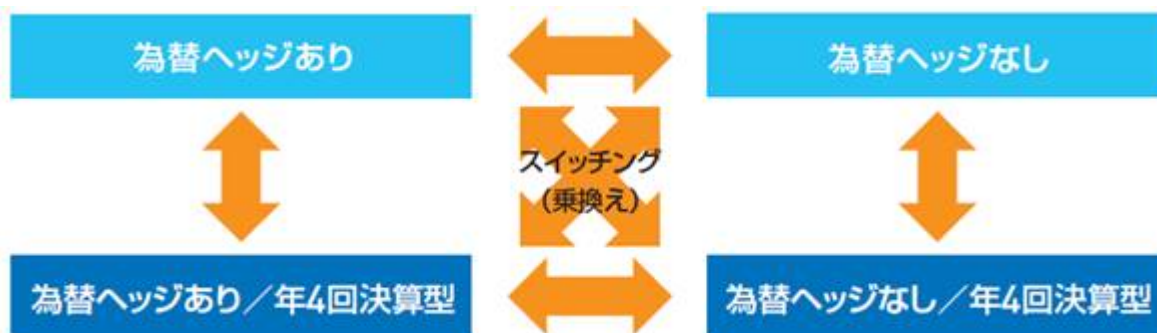 為替ヘッジあり
為替ヘッジなし
スイッチング
（乗換え）
為替ヘッジあり／年4回決算型
為替ヘッジなし／年4回決算型